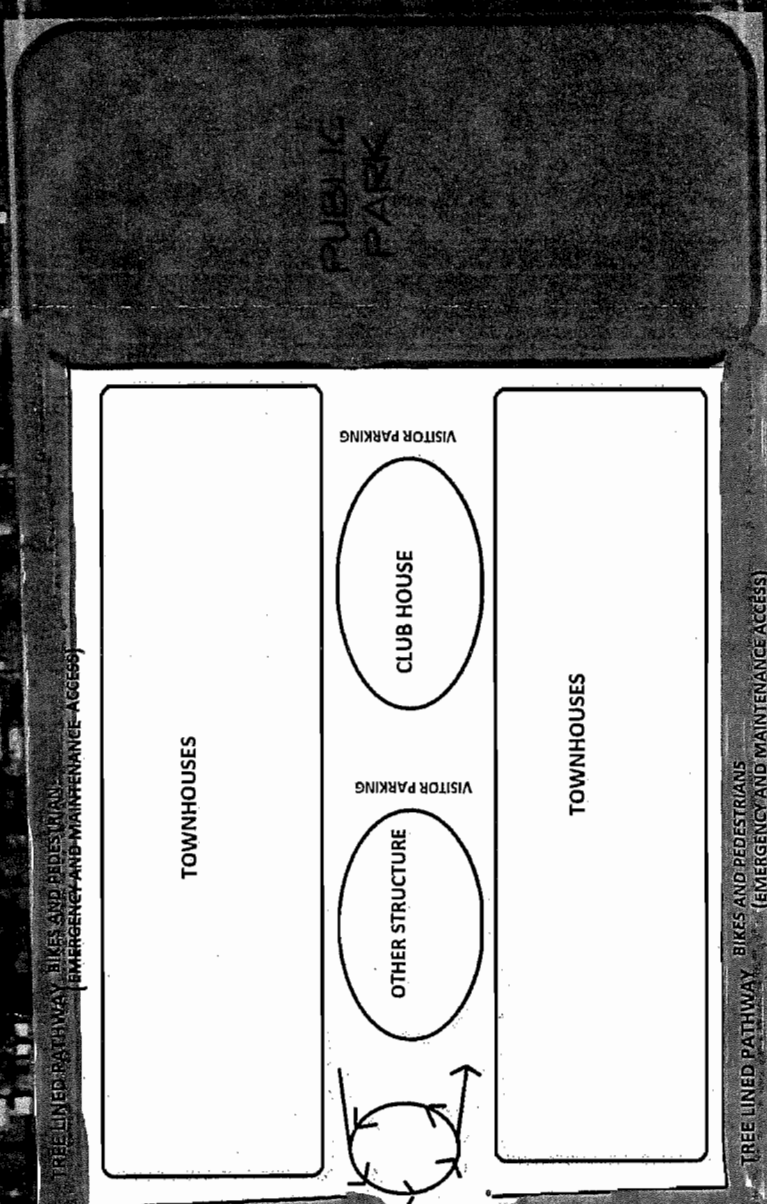 PUBLIC
PARK
VISITOR PARKING
CLUB HOUSE
TOWNHOUSES
TOWNHOUSES
VISITOR PARKING
OTHER STRUCTURE
TREE LINED PATHWAY BIKES AND PEDESTRIANS
(EMERGENCY AND MAINTENANCE ACCESS)
TREE LINED PATHWAY BIKES AND PEDESTRIANS
(EMERGENCY AND MAINTENANCE ACCESS)